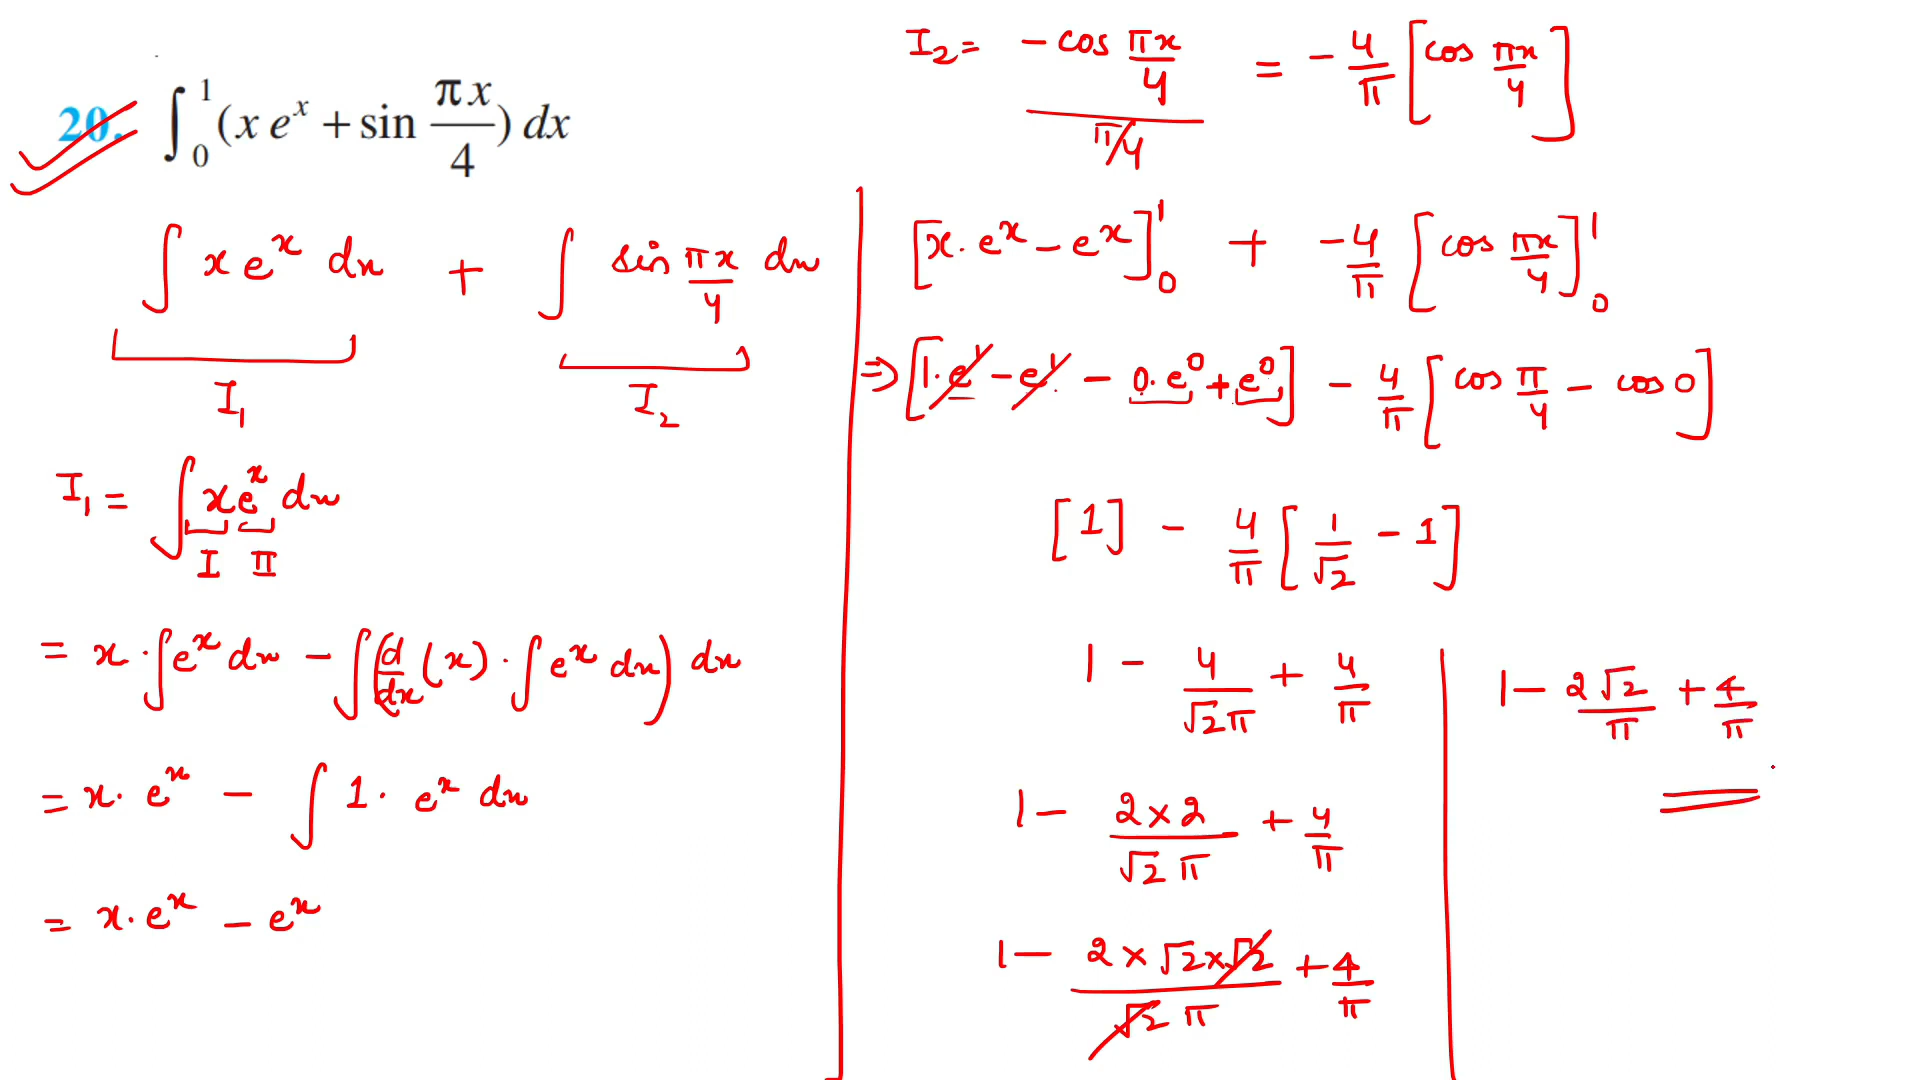 20. ∫₀¹ (x eˣ + sin πx/4) dx
∫ x eˣ dx + ∫ sin πx/4 dx
I₁ I₂
I₁ = ∫ x eˣ dx
I II
= x · ∫ eˣ dx − ∫ (d/dx (x) · ∫ eˣ dx) dx
= x · eˣ − ∫ 1 · eˣ dx
= x · eˣ − eˣ
I₂ = (− cos πx/4) / (π/4) = − 4/π [cos πx/4]
[x · eˣ − eˣ]₀¹ + −4/π [cos πx/4]₀¹
⇒ [1 · e¹ − e¹ − 0 · e⁰ + e⁰] − 4/π [cos π/4 − cos 0]
[1] − 4/π [1/√2 − 1]
1 − 4/(√2 π) + 4/π
1 − (2 × 2)/(√2 π) + 4/π
1 − (2 × √2 × √2)/(√2 π) + 4/π
1 − 2√2/π + 4/π